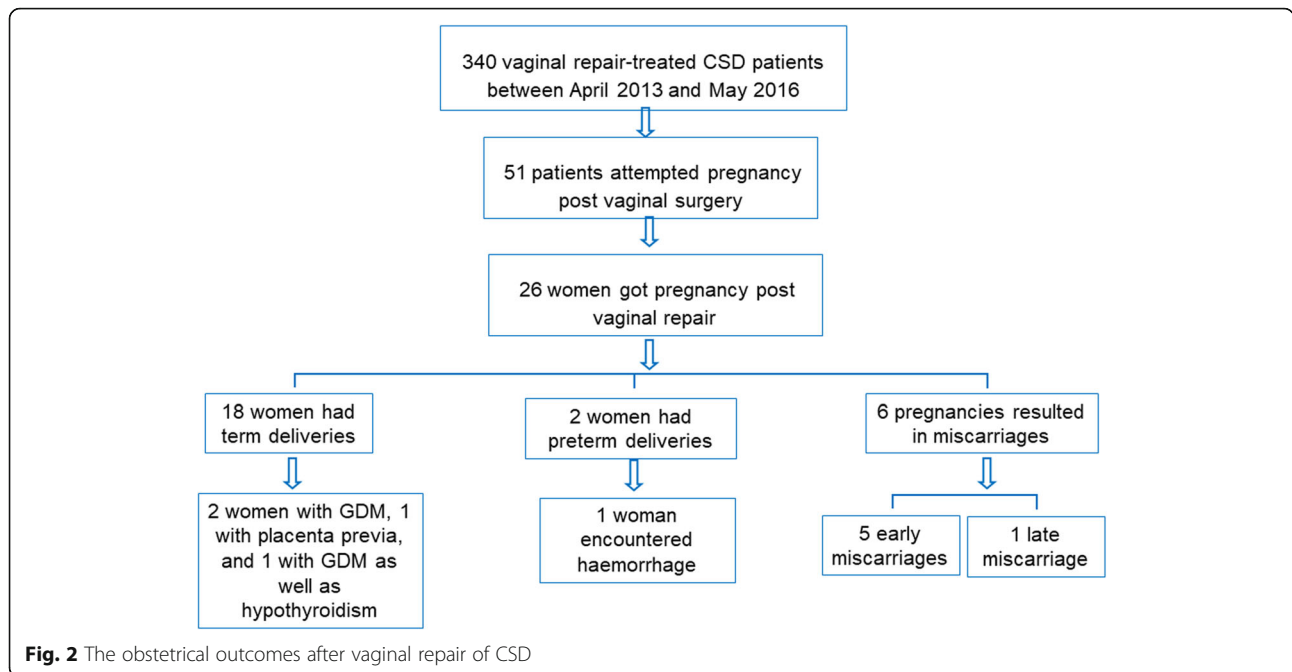 340 vaginal repair-treated CSD patients
between April 2013 and May 2016
51 patients attempted pregnancy
post vaginal surgery
26 women got pregnancy post
vaginal repair
18 women had
term deliveries
2 women had
preterm deliveries
6 pregnancies resulted
in miscarriages
2 women with GDM, 1
with placenta previa,
and 1 with GDM as
well as
hypothyroidism
1 woman
encountered
haemorrhage
5 early
miscarriages
1 late
miscarriage
Fig. 2 The obstetrical outcomes after vaginal repair of CSD